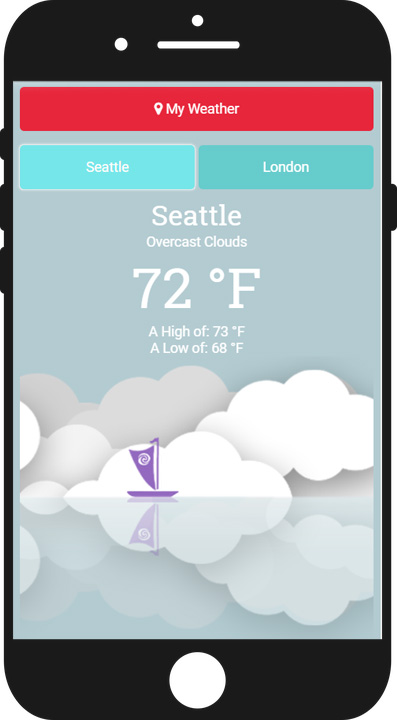 My Weather
Seattle
London
Seattle
Overcast Clouds
72 °F
A High of: 73 °F
A Low of: 68 °F